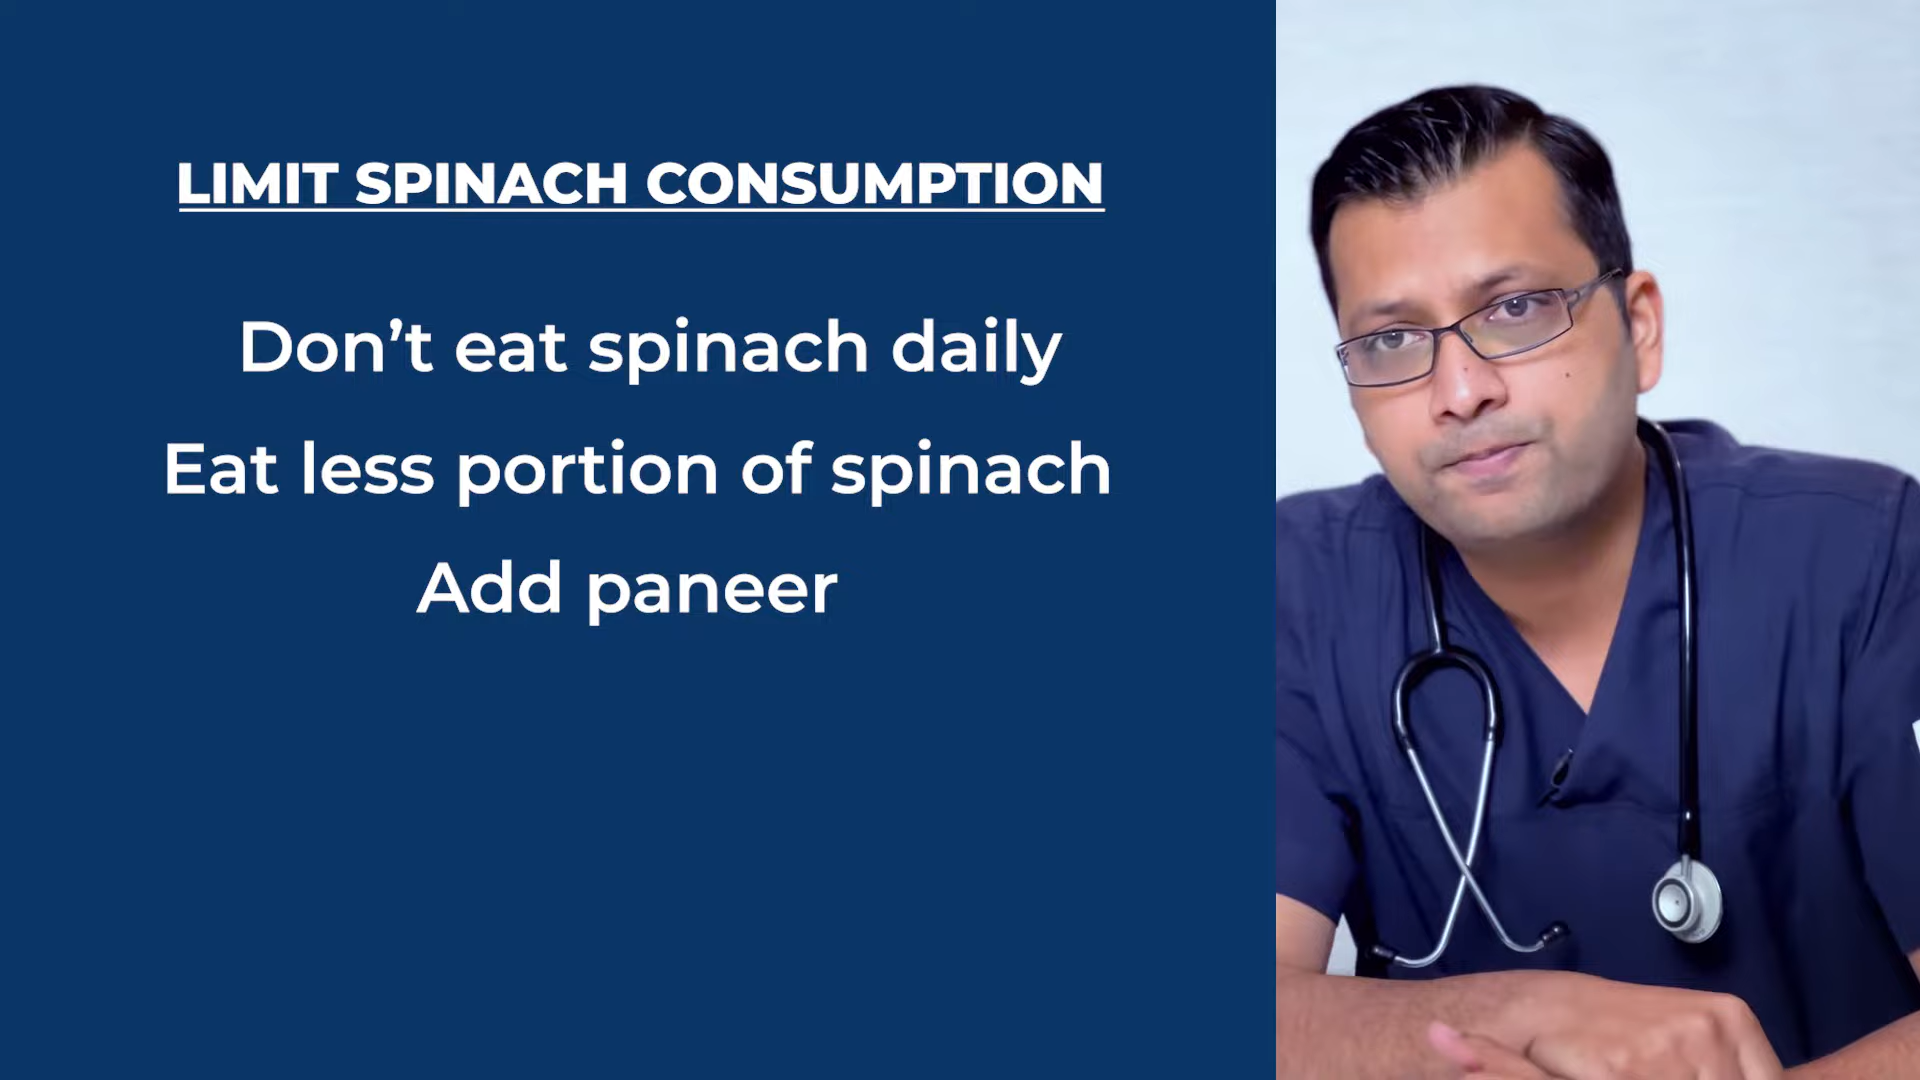 LIMIT SPINACH CONSUMPTION
Don’t eat spinach daily
Eat less portion of spinach
Add paneer